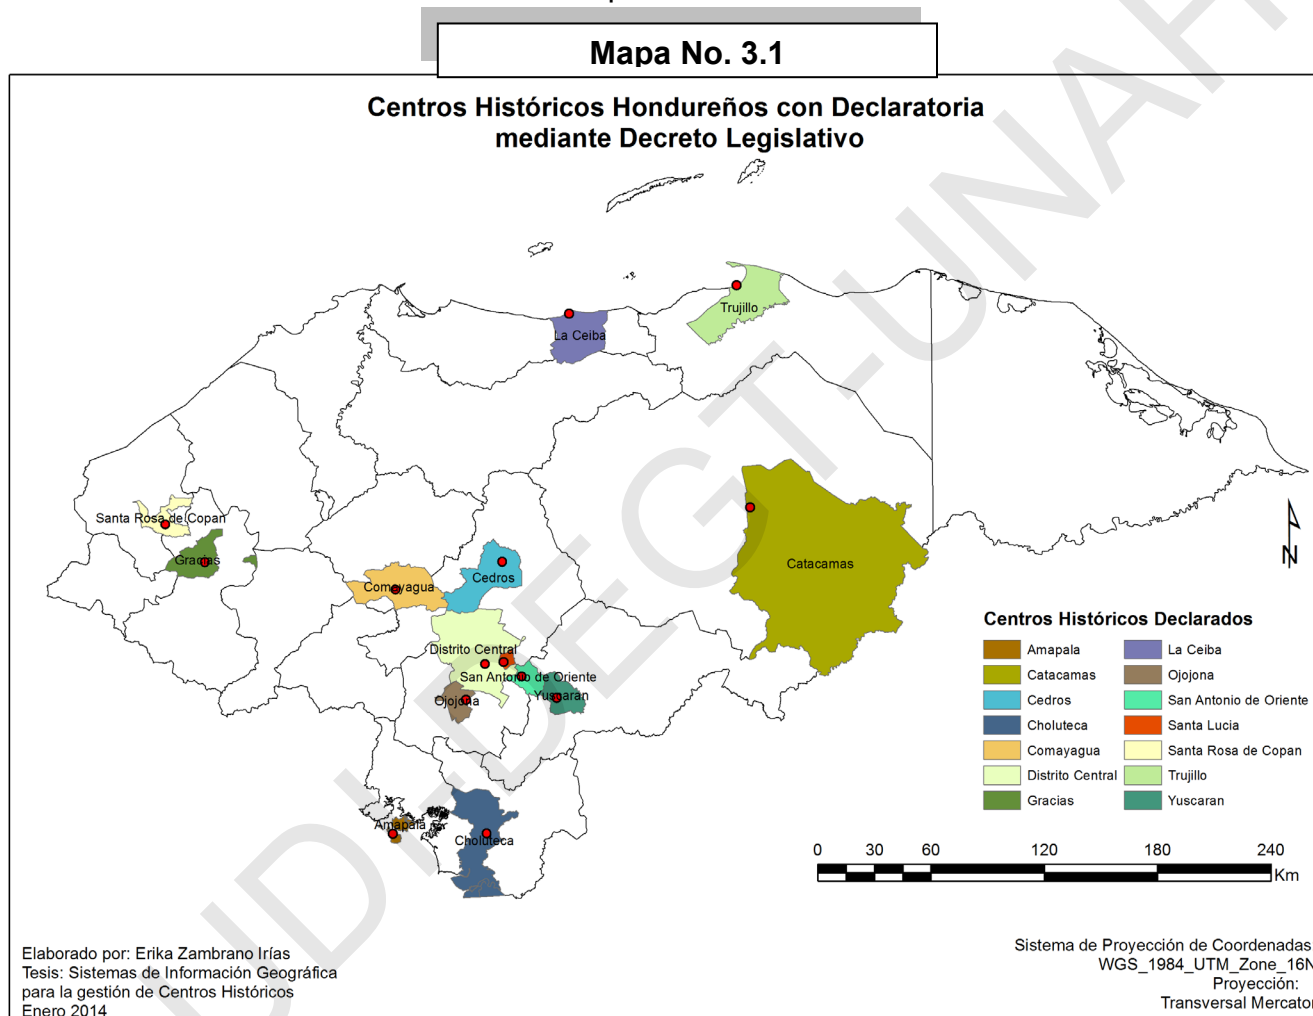 Mapa No. 3.1
Centros Históricos Hondureños con Declaratoria
mediante Decreto Legislativo
Trujillo
La Ceiba
Santa Rosa de Copan
Gracias
Comayagua
Cedros
Catacamas
Distrito Central
San Antonio de Oriente
Yuscaran
Ojojona
Amapala
Choluteca
N
Centros Históricos Declarados
Amapala
Catacamas
Cedros
Choluteca
Comayagua
Distrito Central
Gracias
La Ceiba
Ojojona
San Antonio de Oriente
Santa Lucia
Santa Rosa de Copan
Trujillo
Yuscaran
0 30 60 120 180 240
Km
Elaborado por: Erika Zambrano Irías
Tesis: Sistemas de Información Geográfica
para la gestión de Centros Históricos
Enero 2014
Sistema de Proyección de Coordenadas
WGS_1984_UTM_Zone_16N
Proyección:
Transversal Mercator
UDI-DEGT-UNAH